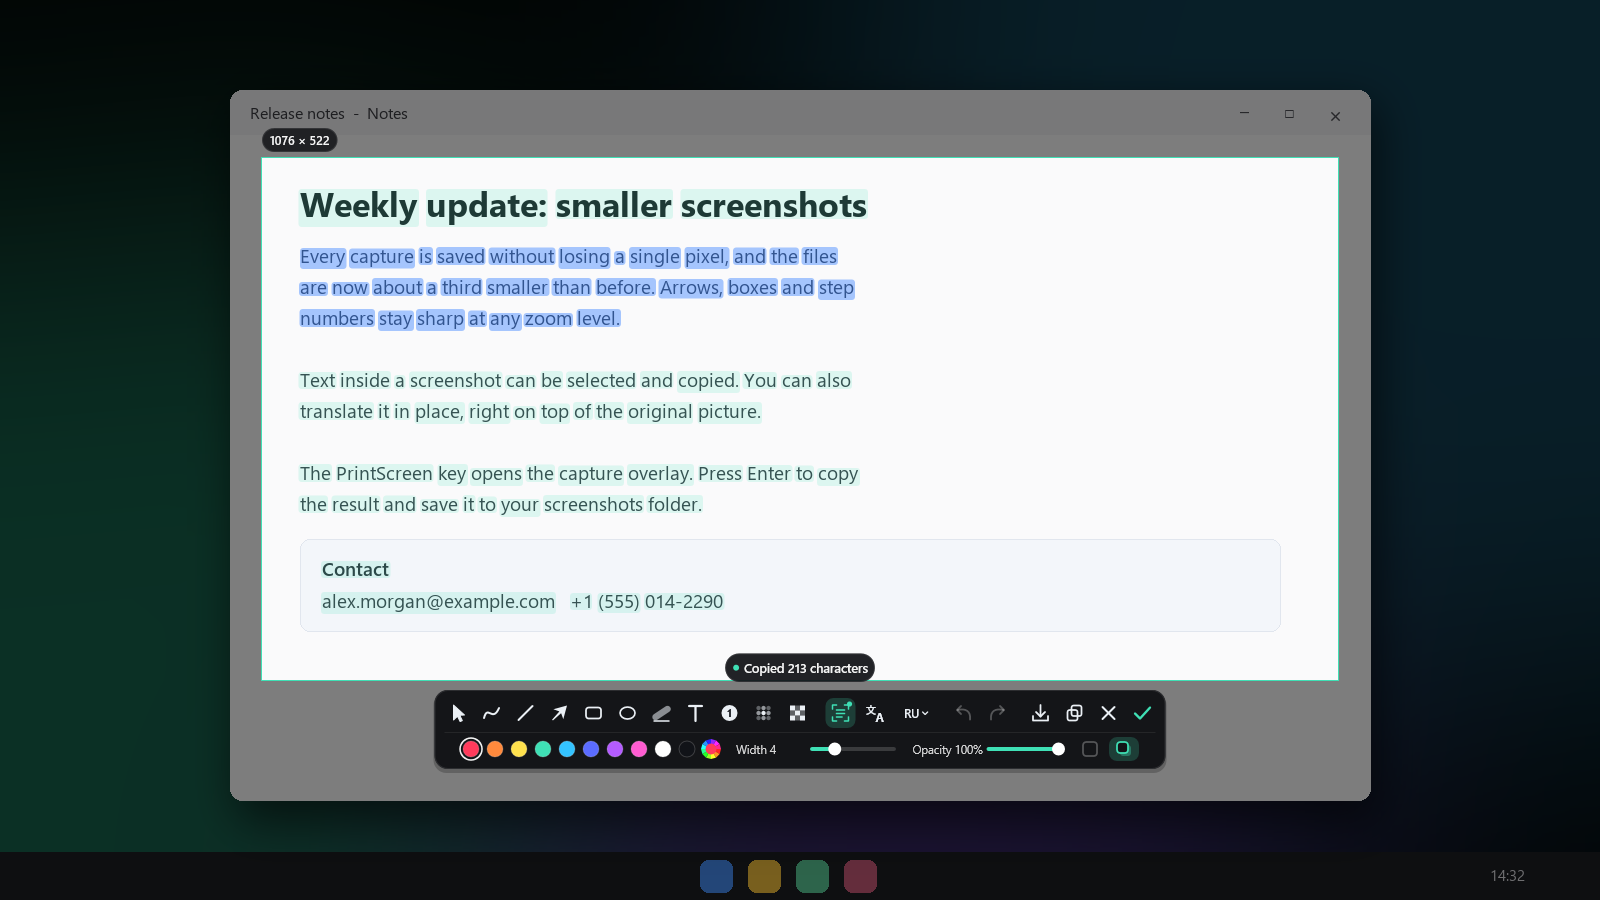 Release notes - Notes
1076 × 522
Weekly update: smaller screenshots
Every capture is saved without losing a single pixel, and the files
are now about a third smaller than before. Arrows, boxes and step
numbers stay sharp at any zoom level.
Text inside a screenshot can be selected and copied. You can also
translate it in place, right on top of the original picture.
The PrintScreen key opens the capture overlay. Press Enter to copy
the result and save it to your screenshots folder.
Contact
alex.morgan@example.com +1 (555) 014-2290
Copied 213 characters
T 1 文A RU
Width 4 Opacity 100%
14:32